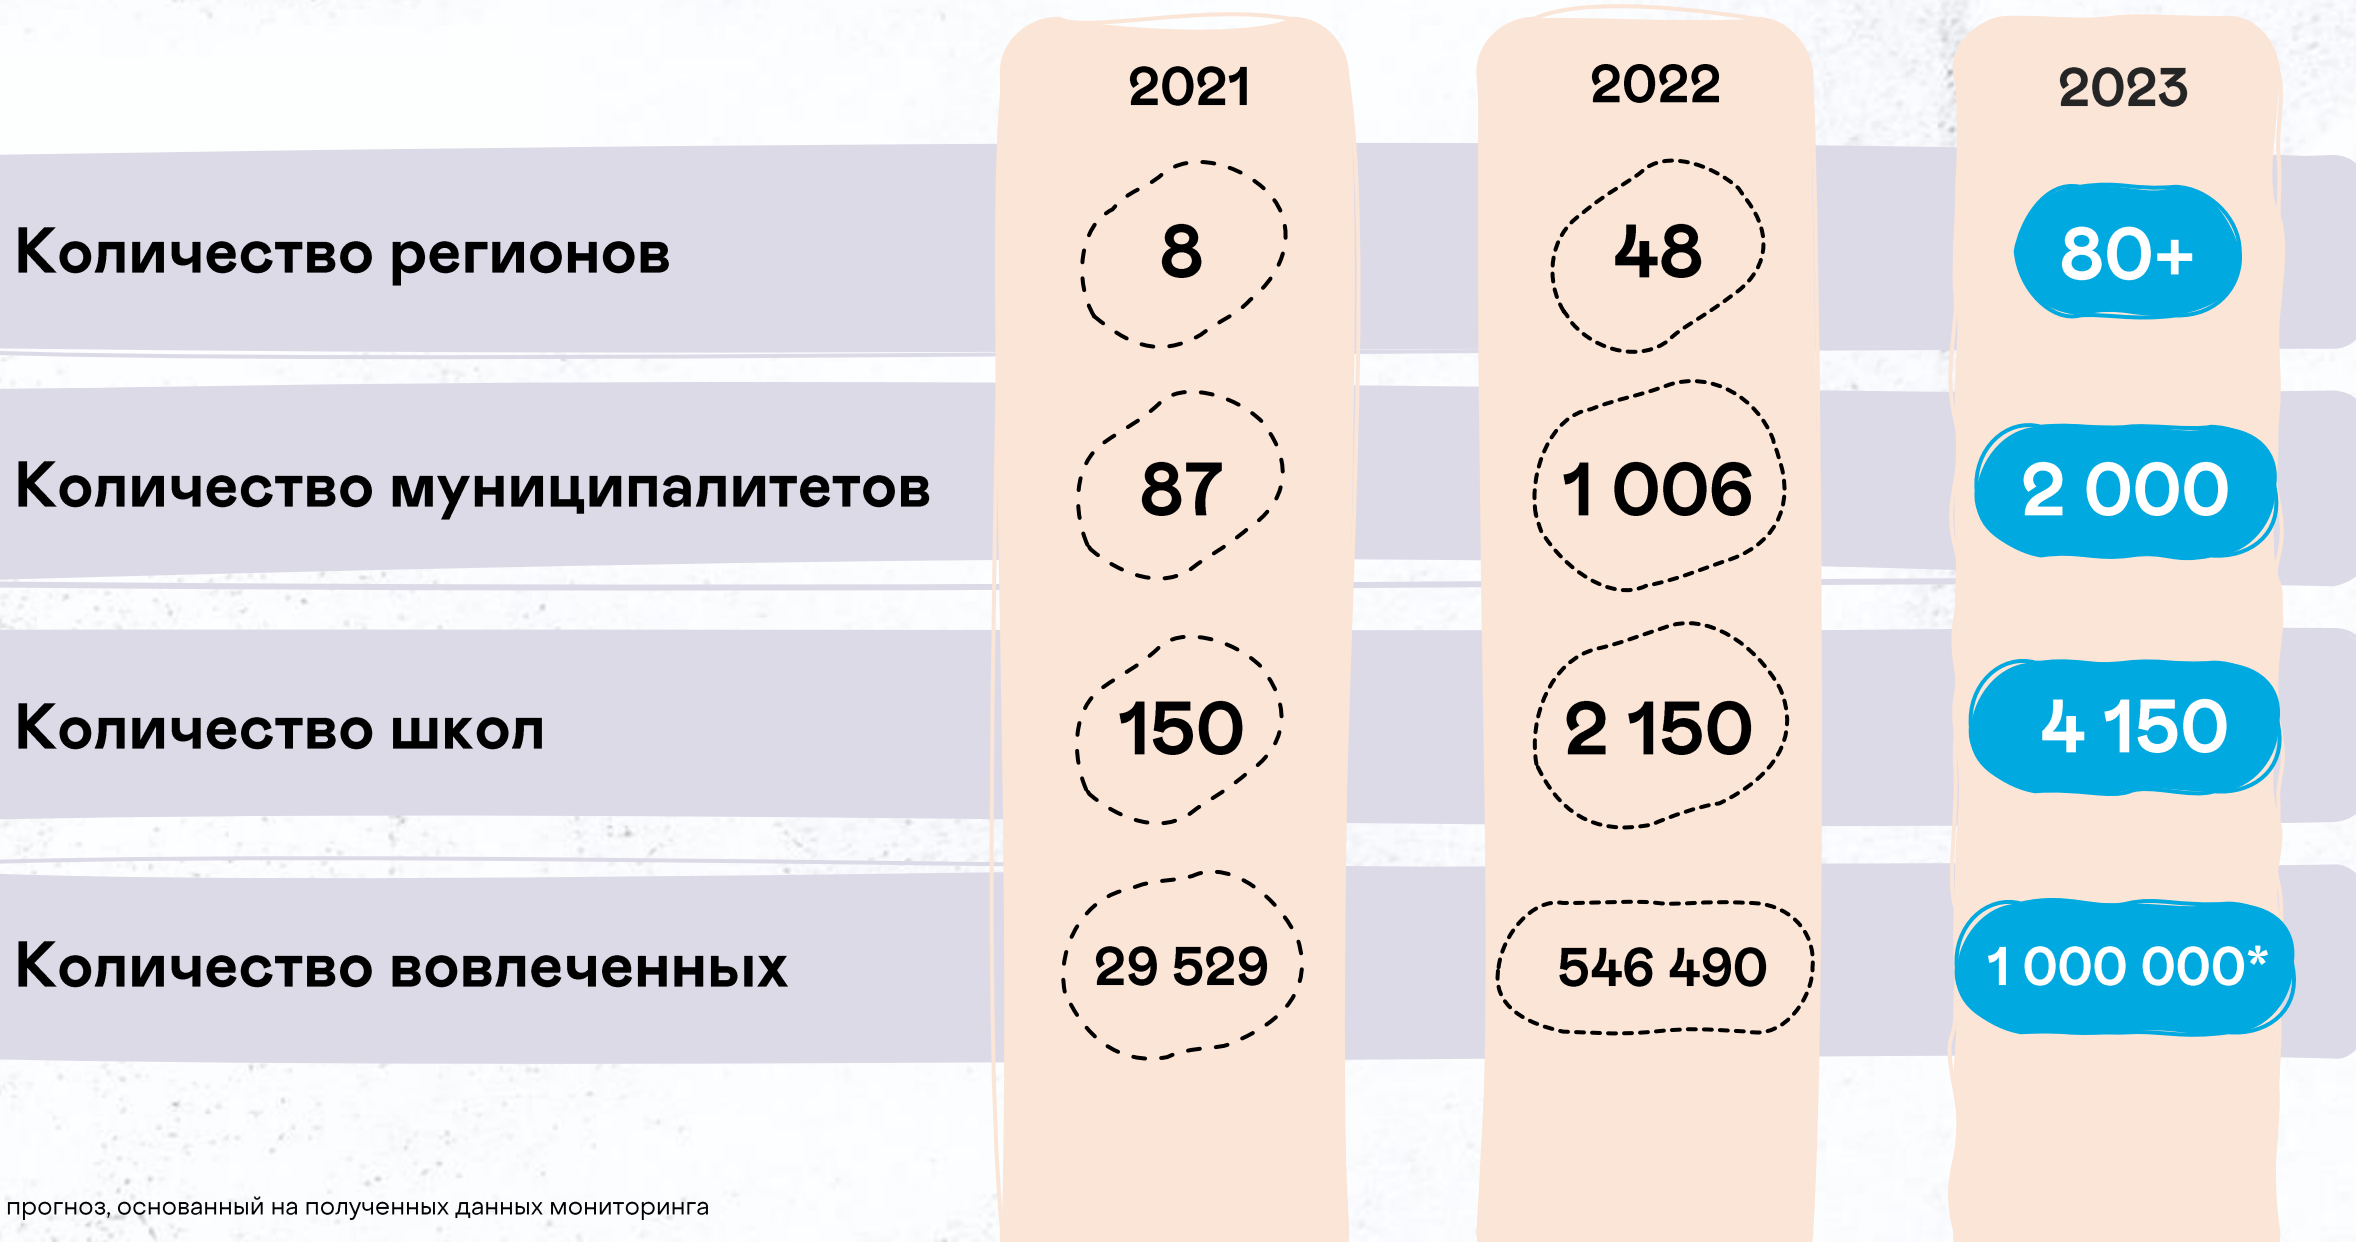 2021 2022 2023
Количество регионов 8 48 80+
Количество муниципалитетов 87 1 006 2 000
Количество школ 150 2 150 4 150
Количество вовлеченных 29 529 546 490 1 000 000*
прогноз, основанный на полученных данных мониторинга